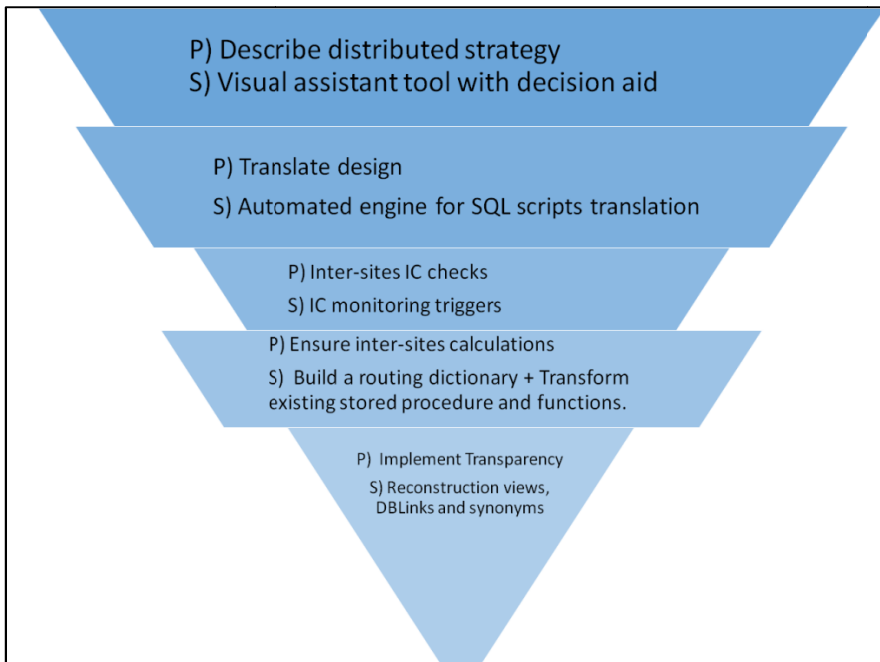 P) Describe distributed strategy
S) Visual assistant tool with decision aid
P) Translate design
S) Automated engine for SQL scripts translation
P) Inter-sites IC checks
S) IC monitoring triggers
P) Ensure inter-sites calculations
S) Build a routing dictionary + Transform
existing stored procedure and functions.
P) Implement Transparency
S) Reconstruction views,
DBLinks and synonyms